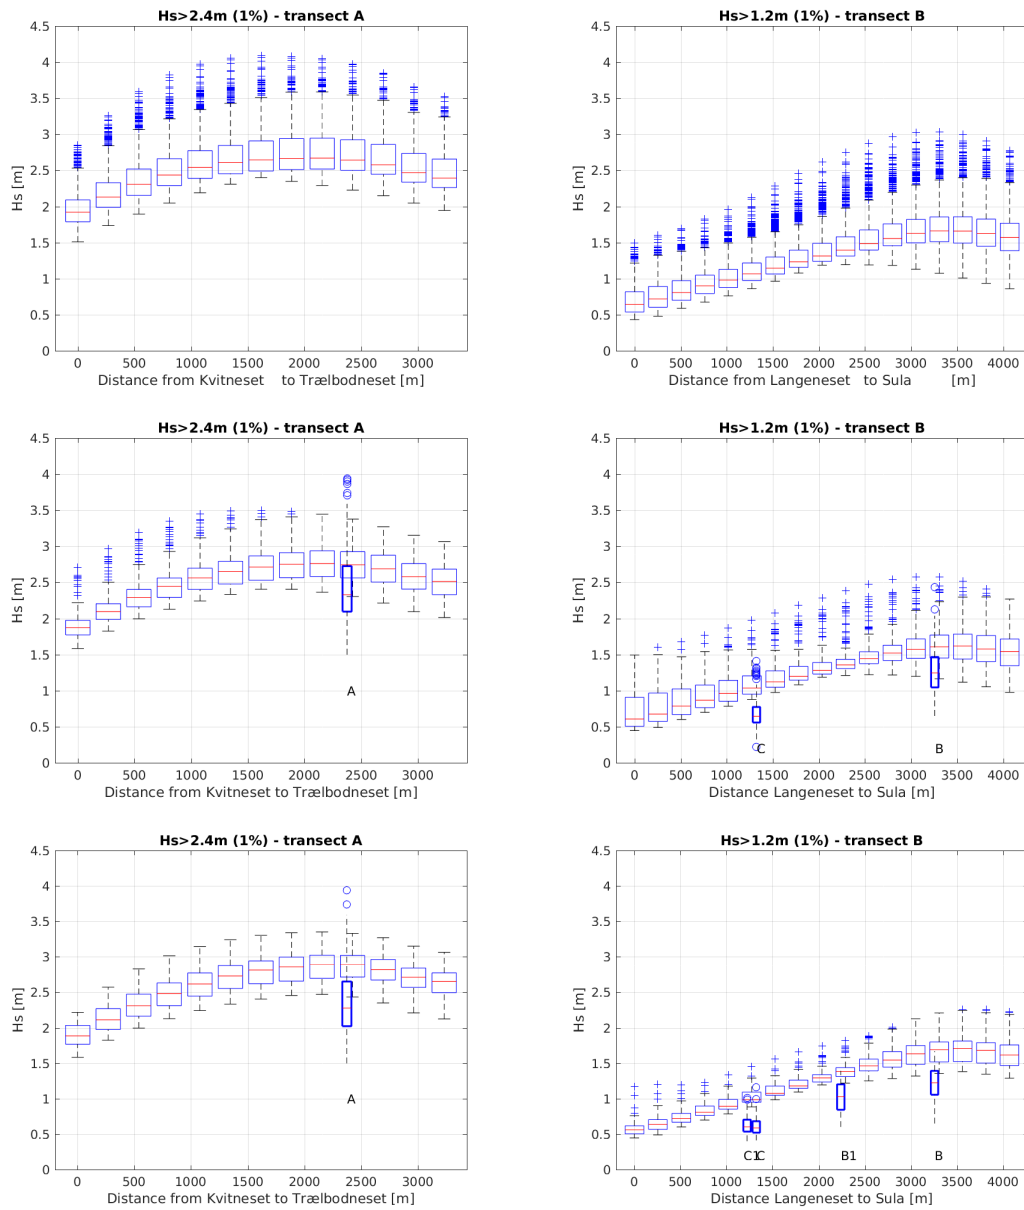 Hs>2.4m (1%) - transect A
4.5
4
3.5
3
2.5
2
1.5
1
0.5
0
Hs [m]
0 500 1000 1500 2000 2500 3000
Distance from Kvitneset to Trælbodneset [m]
Hs>1.2m (1%) - transect B
4.5
4
3.5
3
2.5
2
1.5
1
0.5
0
Hs [m]
0 500 1000 1500 2000 2500 3000 3500 4000
Distance from Langeneset to Sula [m]
Hs>2.4m (1%) - transect A
4.5
4
3.5
3
2.5
2
1.5
1
0.5
0
Hs [m]
A
0 500 1000 1500 2000 2500 3000
Distance from Kvitneset to Trælbodneset [m]
Hs>1.2m (1%) - transect B
4.5
4
3.5
3
2.5
2
1.5
1
0.5
0
Hs [m]
C B
0 500 1000 1500 2000 2500 3000 3500 4000
Distance Langeneset to Sula [m]
Hs>2.4m (1%) - transect A
4.5
4
3.5
3
2.5
2
1.5
1
0.5
0
Hs [m]
A
0 500 1000 1500 2000 2500 3000
Distance from Kvitneset to Trælbodneset [m]
Hs>1.2m (1%) - transect B
4.5
4
3.5
3
2.5
2
1.5
1
0.5
0
Hs [m]
C1 C B1 B
0 500 1000 1500 2000 2500 3000 3500 4000
Distance Langeneset to Sula [m]